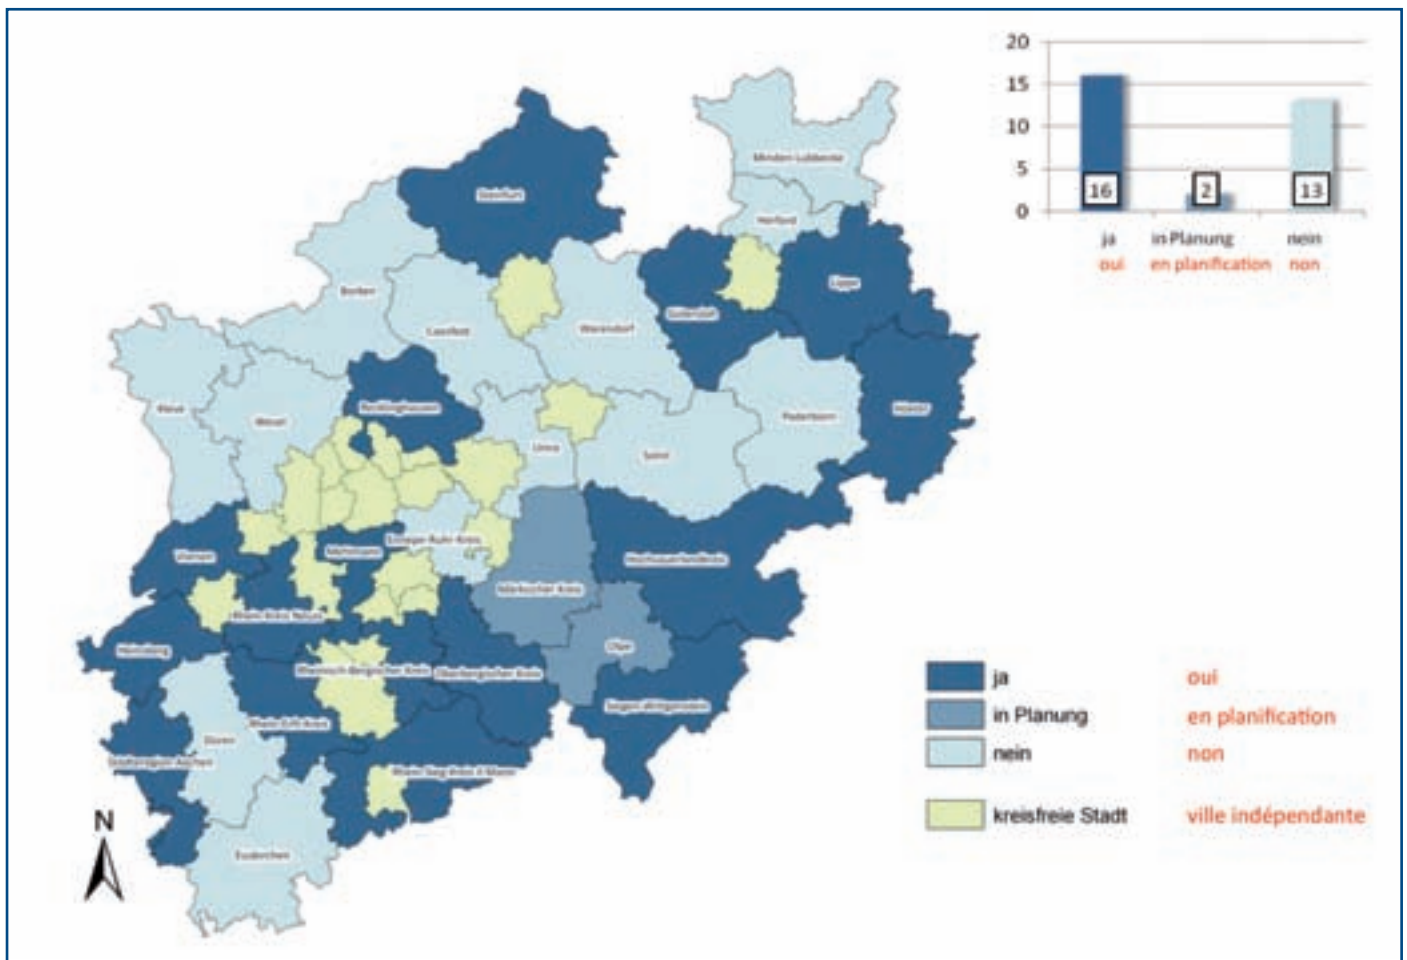 20
15
10
5
0
16
2
13
ja
in Planung
nein
oui
en planification
non
Minden-Lübbecke
Herford
Steinfurt
Lippe
Borken
Gütersloh
Coesfeld
Warendorf
Kleve
Wesel
Recklinghausen
Paderborn
Höxter
Unna
Soest
Viersen
Mettmann
Ennepe-Ruhr-Kreis
Hochsauerlandkreis
Märkischer Kreis
Rhein-Kreis Neuss
Heinsberg
Olpe
Rheinisch-Bergischer Kreis
Oberbergischer Kreis
Siegen-Wittgenstein
Rhein-Erft-Kreis
Düren
Städteregion Aachen
Rhein-Sieg-Kreis
Euskirchen
N
ja
oui
in Planung
en planification
nein
non
kreisfreie Stadt
ville indépendante